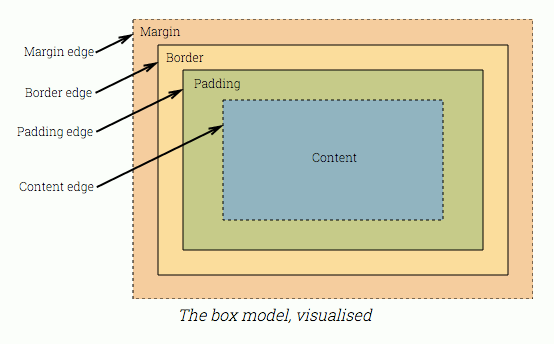 Margin
Margin edge
Border
Border edge
Padding
Padding edge
Content
Content edge
The box model, visualised